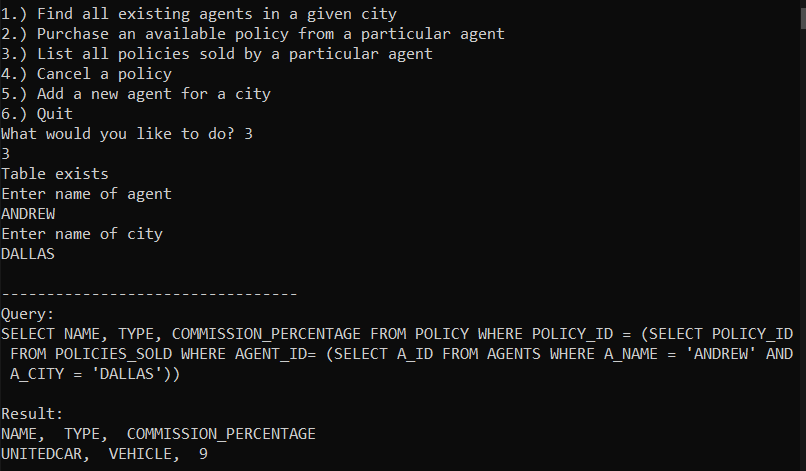 1.) Find all existing agents in a given city
2.) Purchase an available policy from a particular agent
3.) List all policies sold by a particular agent
4.) Cancel a policy
5.) Add a new agent for a city
6.) Quit
What would you like to do? 3
3
Table exists
Enter name of agent
ANDREW
Enter name of city
DALLAS
---------------------------------
Query:
SELECT NAME, TYPE, COMMISSION_PERCENTAGE FROM POLICY WHERE POLICY_ID = (SELECT POLICY_ID
 FROM POLICIES_SOLD WHERE AGENT_ID= (SELECT A_ID FROM AGENTS WHERE A_NAME = 'ANDREW' AND
 A_CITY = 'DALLAS'))
Result:
NAME,  TYPE,  COMMISSION_PERCENTAGE
UNITEDCAR,  VEHICLE,  9